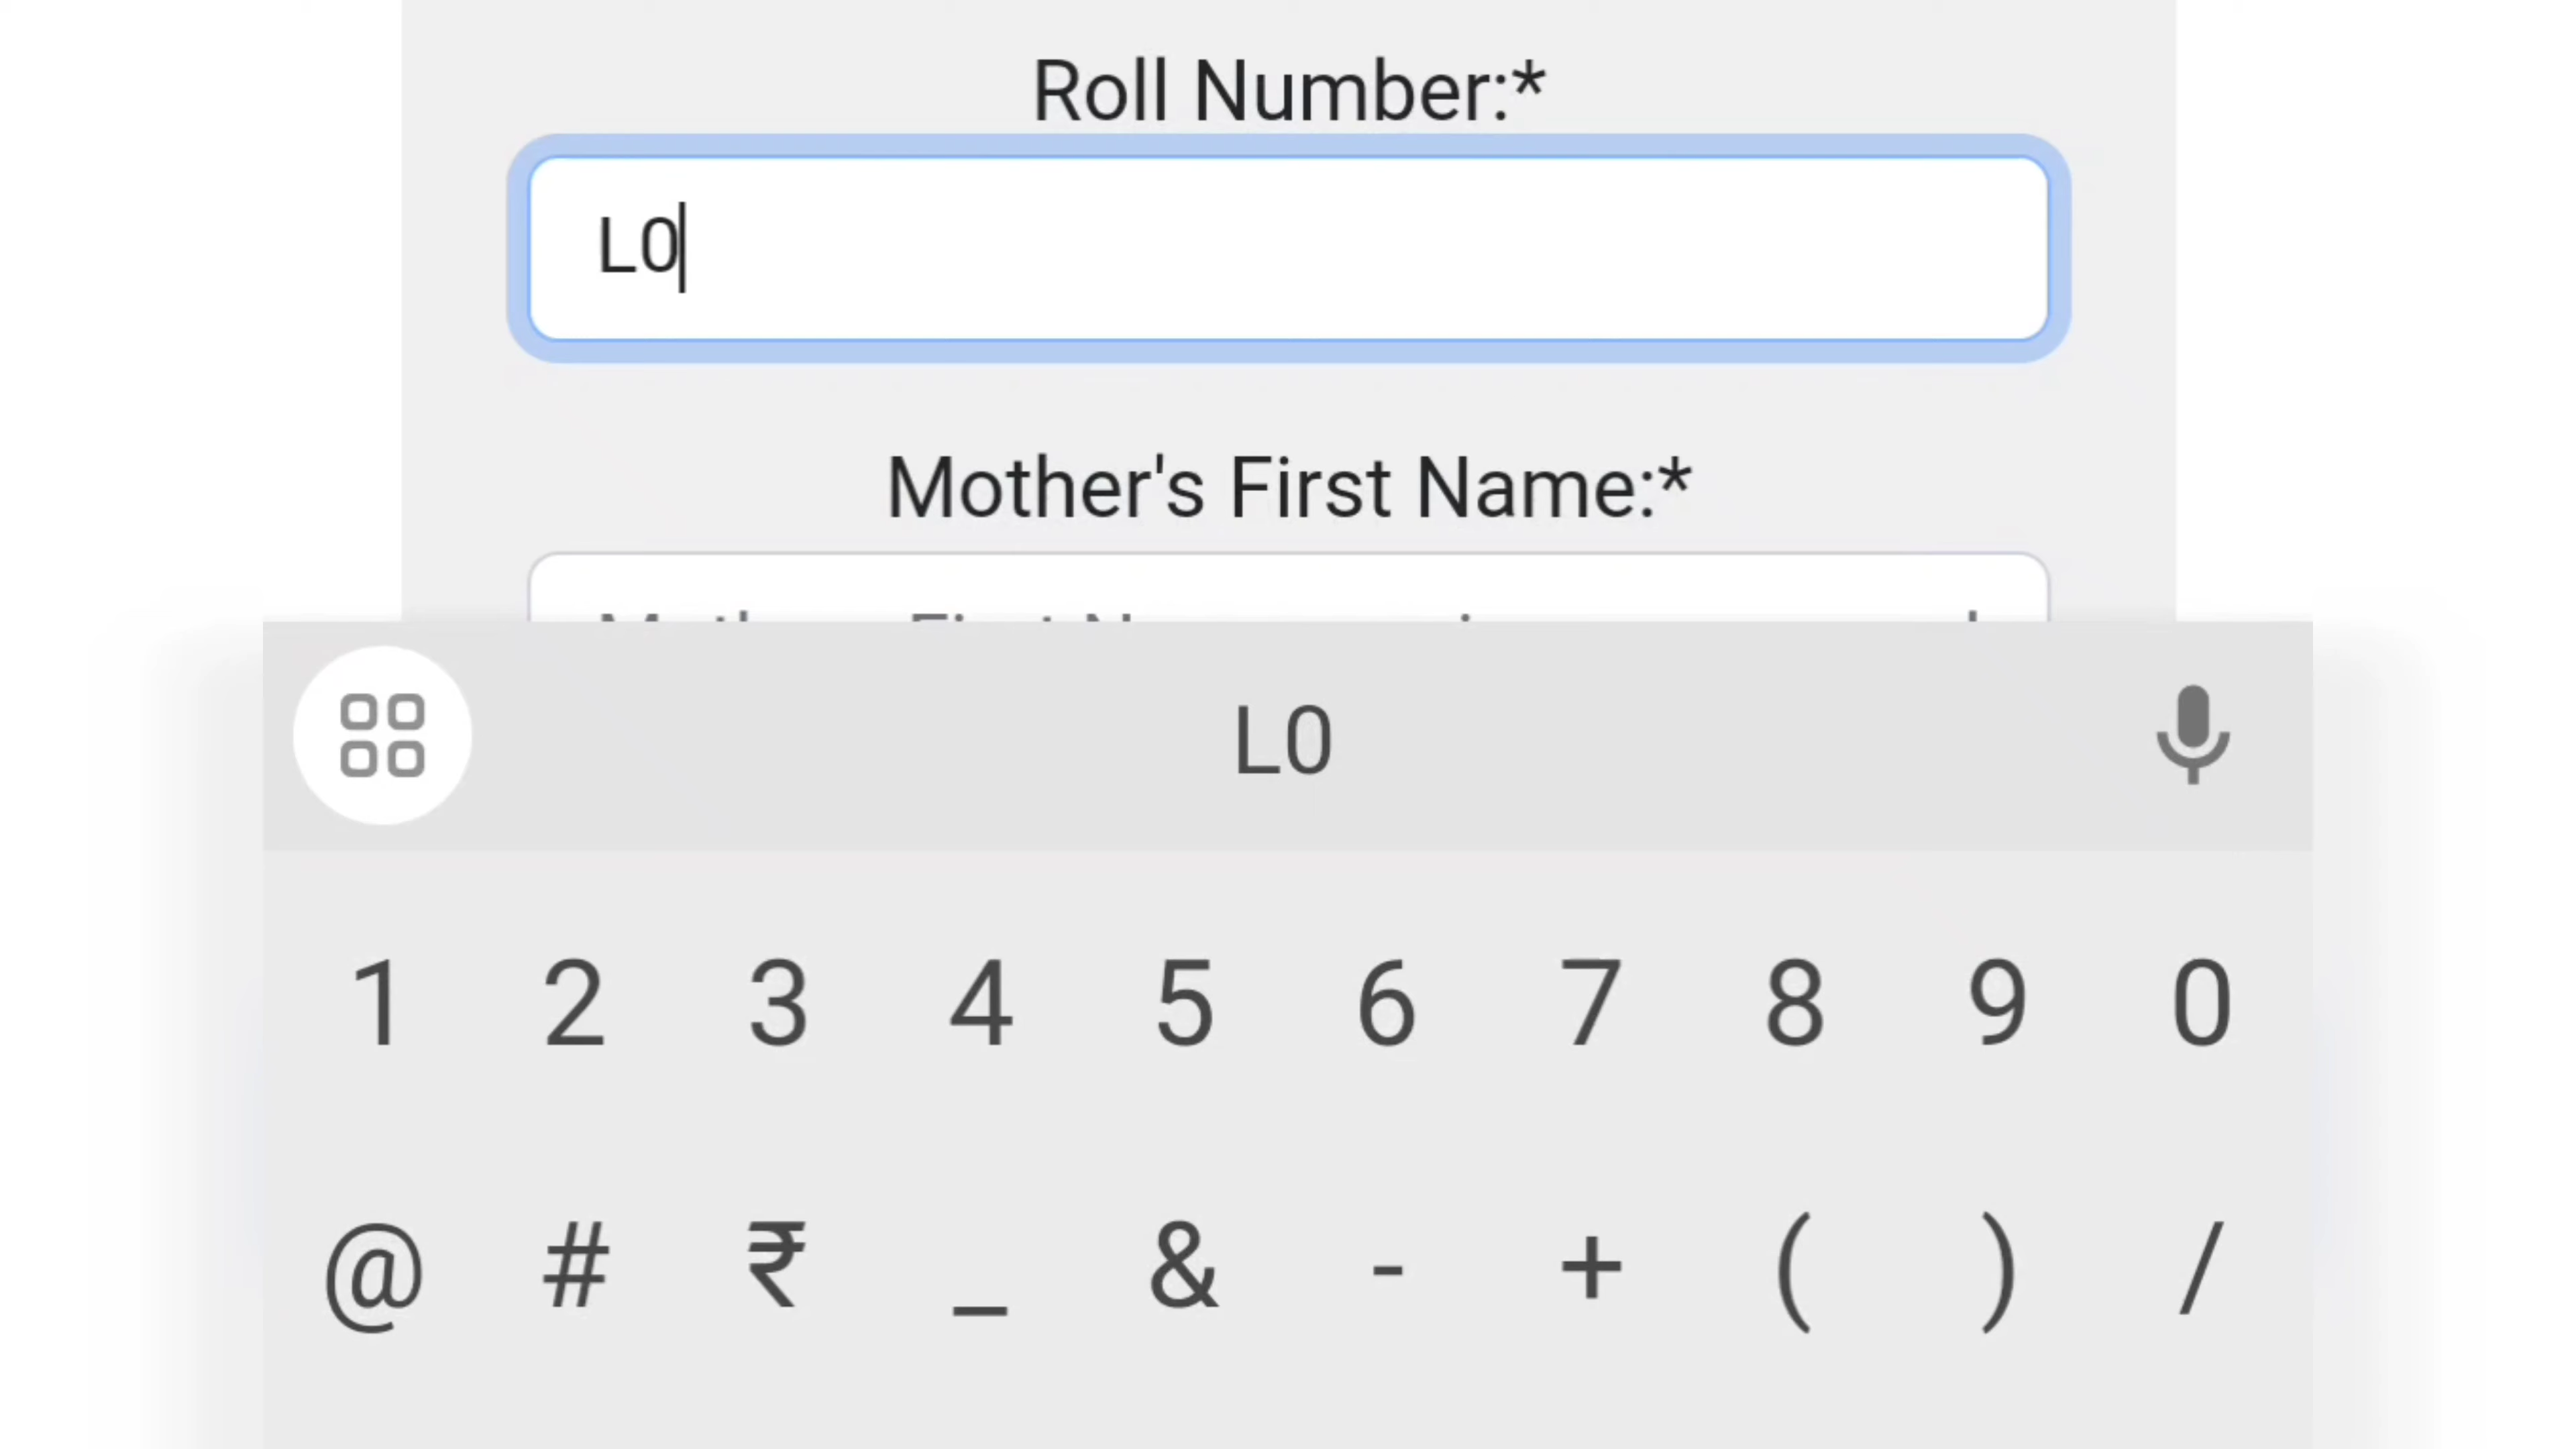 Roll Number:*
L0
Mother's First Name:*
L0
1 2 3 4 5 6 7 8 9 0
@ # ₹ _ & - + ( ) /